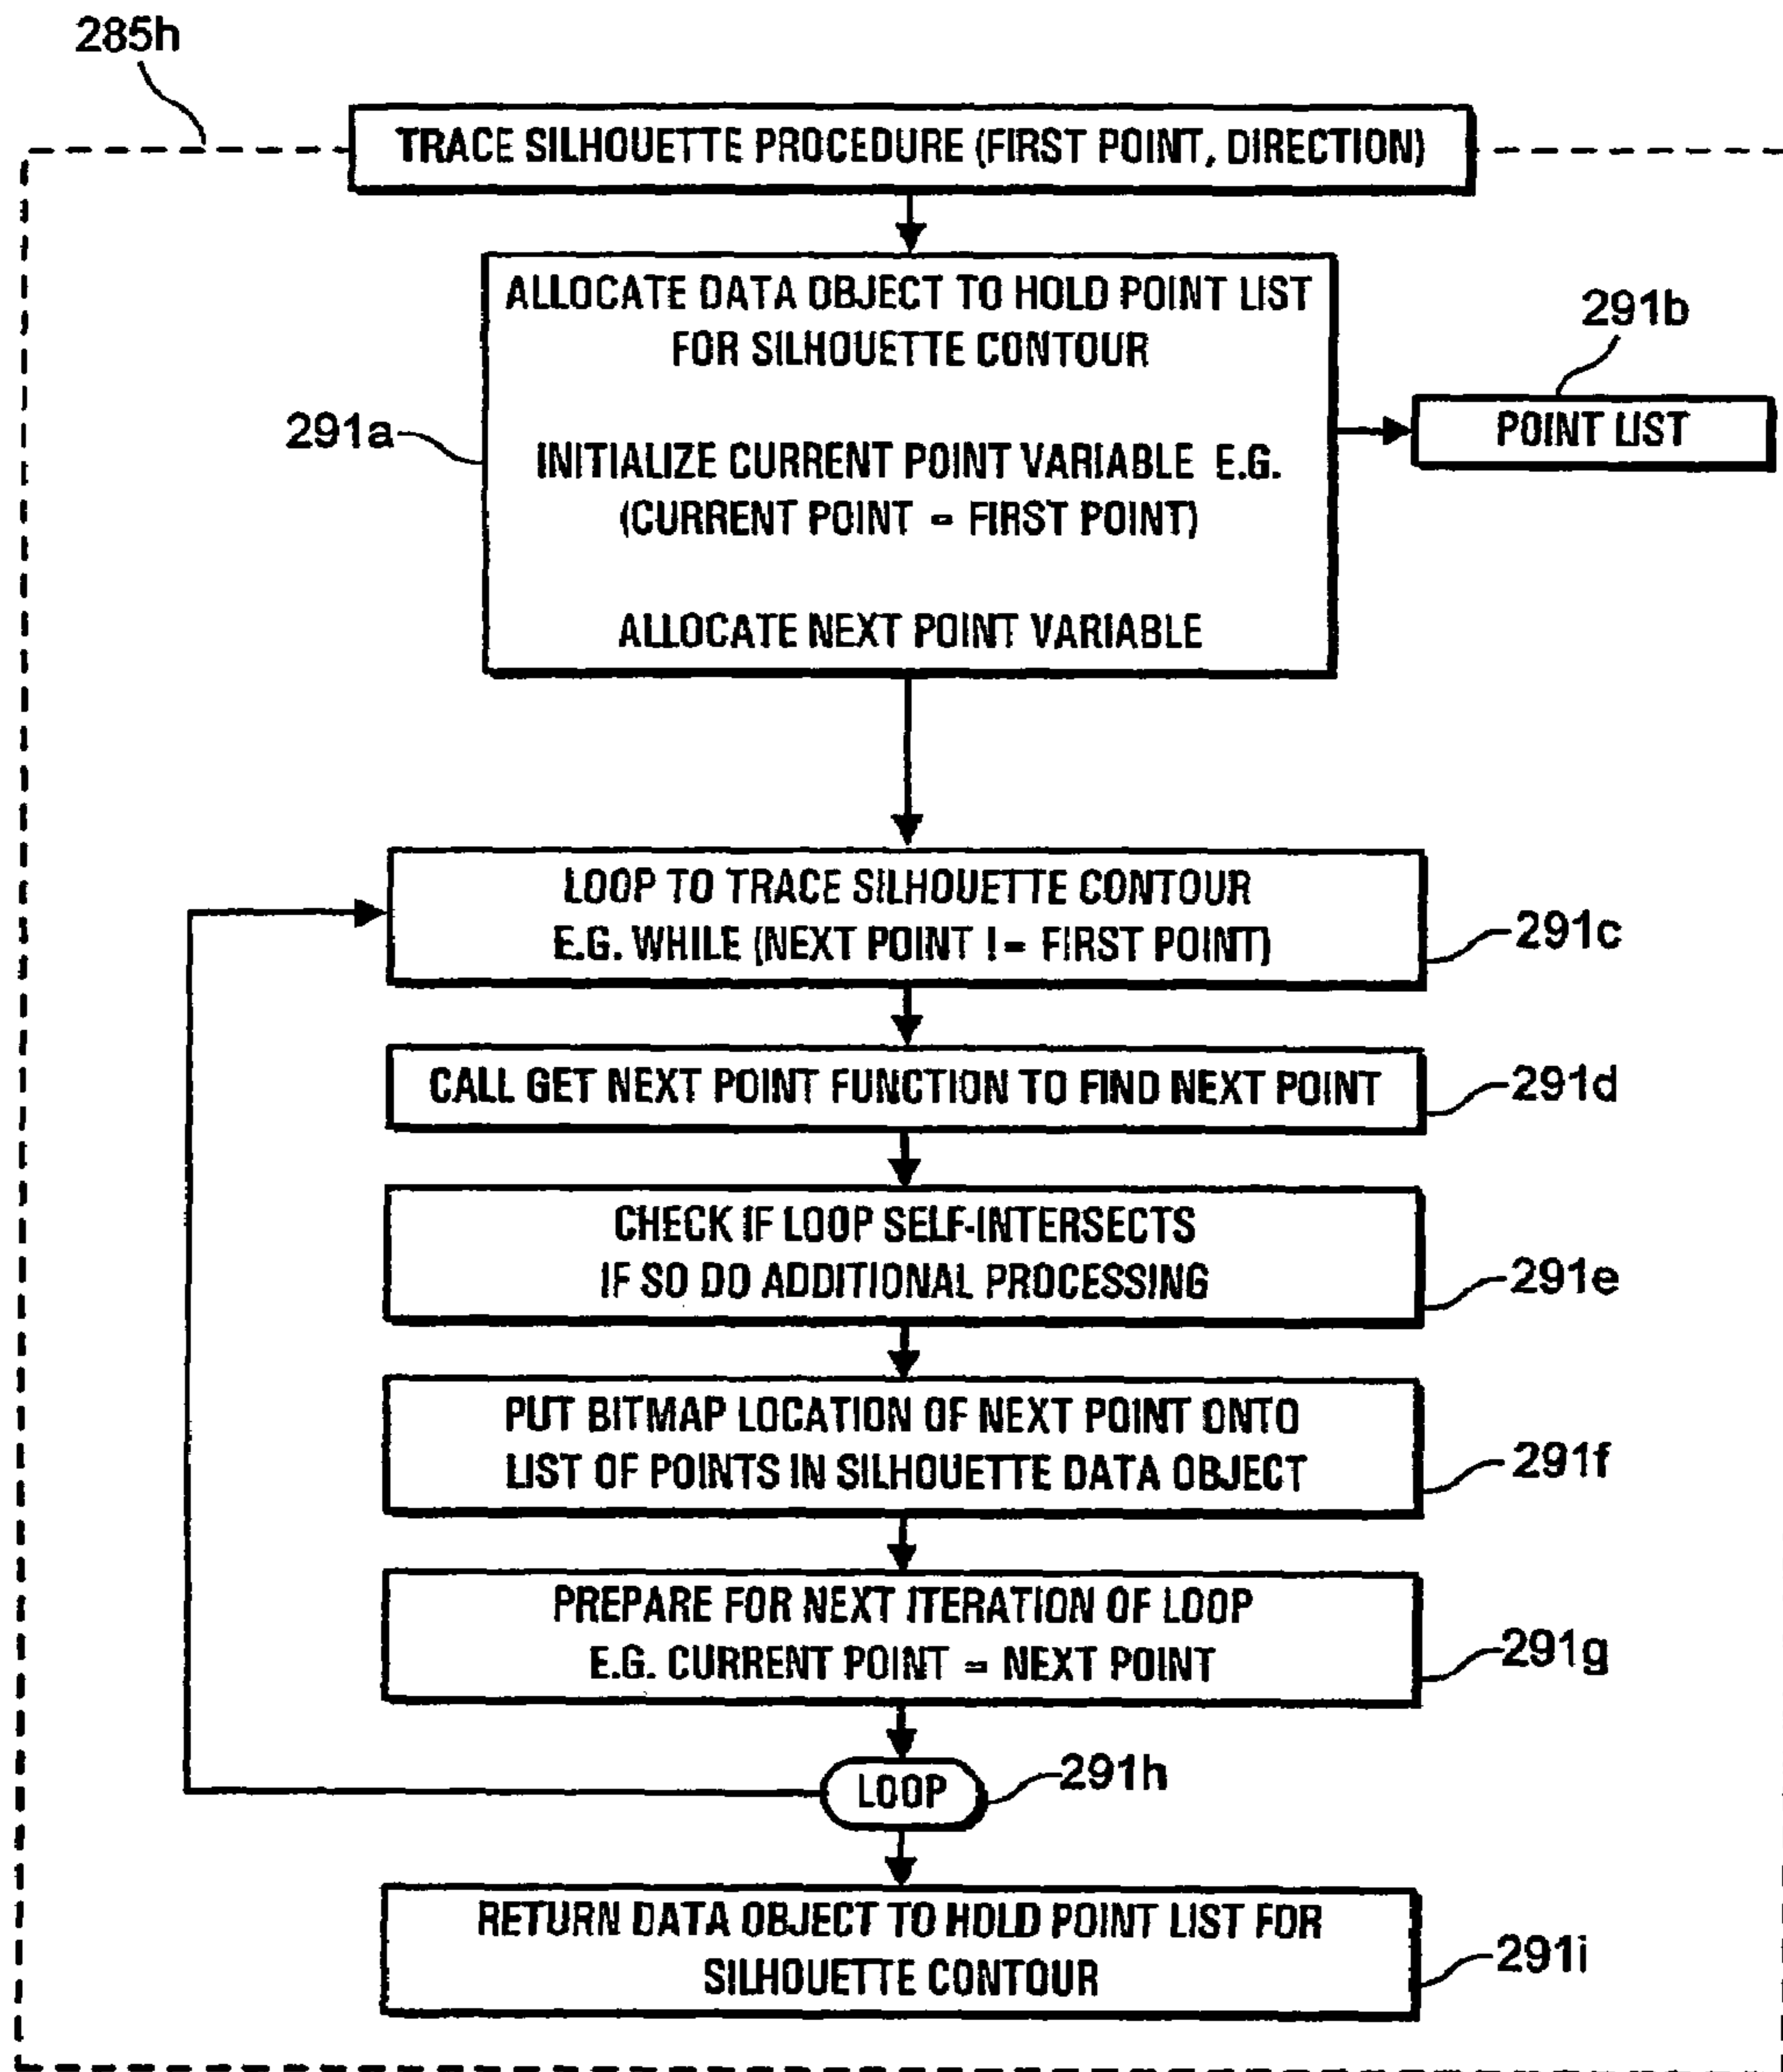 285h
TRACE SILHOUETTE PROCEDURE (FIRST POINT, DIRECTION)
ALLOCATE DATA OBJECT TO HOLD POINT LIST
FOR SILHOUETTE CONTOUR
291b
POINT LIST
291a
INITIALIZE CURRENT POINT VARIABLE E.G.
(CURRENT POINT = FIRST POINT)
ALLOCATE NEXT POINT VARIABLE
LOOP TO TRACE SILHOUETTE CONTOUR
E.G. WHILE (NEXT POINT != FIRST POINT)
291c
CALL GET NEXT POINT FUNCTION TO FIND NEXT POINT
291d
CHECK IF LOOP SELF-INTERSECTS
IF SO DO ADDITIONAL PROCESSING
291e
PUT BITMAP LOCATION OF NEXT POINT ONTO
LIST OF POINTS IN SILHOUETTE DATA OBJECT
291f
PREPARE FOR NEXT ITERATION OF LOOP
E.G. CURRENT POINT = NEXT POINT
291g
LOOP
291h
RETURN DATA OBJECT TO HOLD POINT LIST FOR
SILHOUETTE CONTOUR
291i